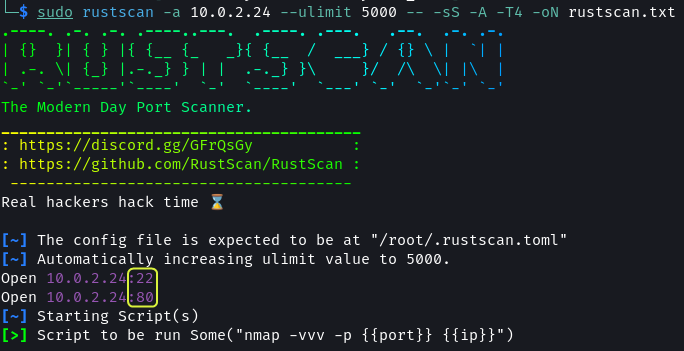 └─$ sudo rustscan -a 10.0.2.24 --ulimit 5000 -- -sS -A -T4 -oN rustscan.txt
.----. .-. .-. .----..---.  .----. .---.   .--.  .-. .-.
| {}  }| { } |{ {__ {_   _}{ {__  /  ___} / {} \ |  `| |
| .-. \| {_} |.-._} } | |  .-._} }\     }/  /\  \| |\  |
`-' `-'`-----'`----'  `-'  `----'  `---' `-'  `-'`-' `-'
The Modern Day Port Scanner.
________________________________________
: https://discord.gg/GFrQsGy           :
: https://github.com/RustScan/RustScan :
 --------------------------------------
Real hackers hack time ⌛
[~] The config file is expected to be at "/root/.rustscan.toml"
[~] Automatically increasing ulimit value to 5000.
Open 10.0.2.24:22
Open 10.0.2.24:80
[~] Starting Script(s)
[>] Script to be run Some("nmap -vvv -p {{port}} {{ip}}")